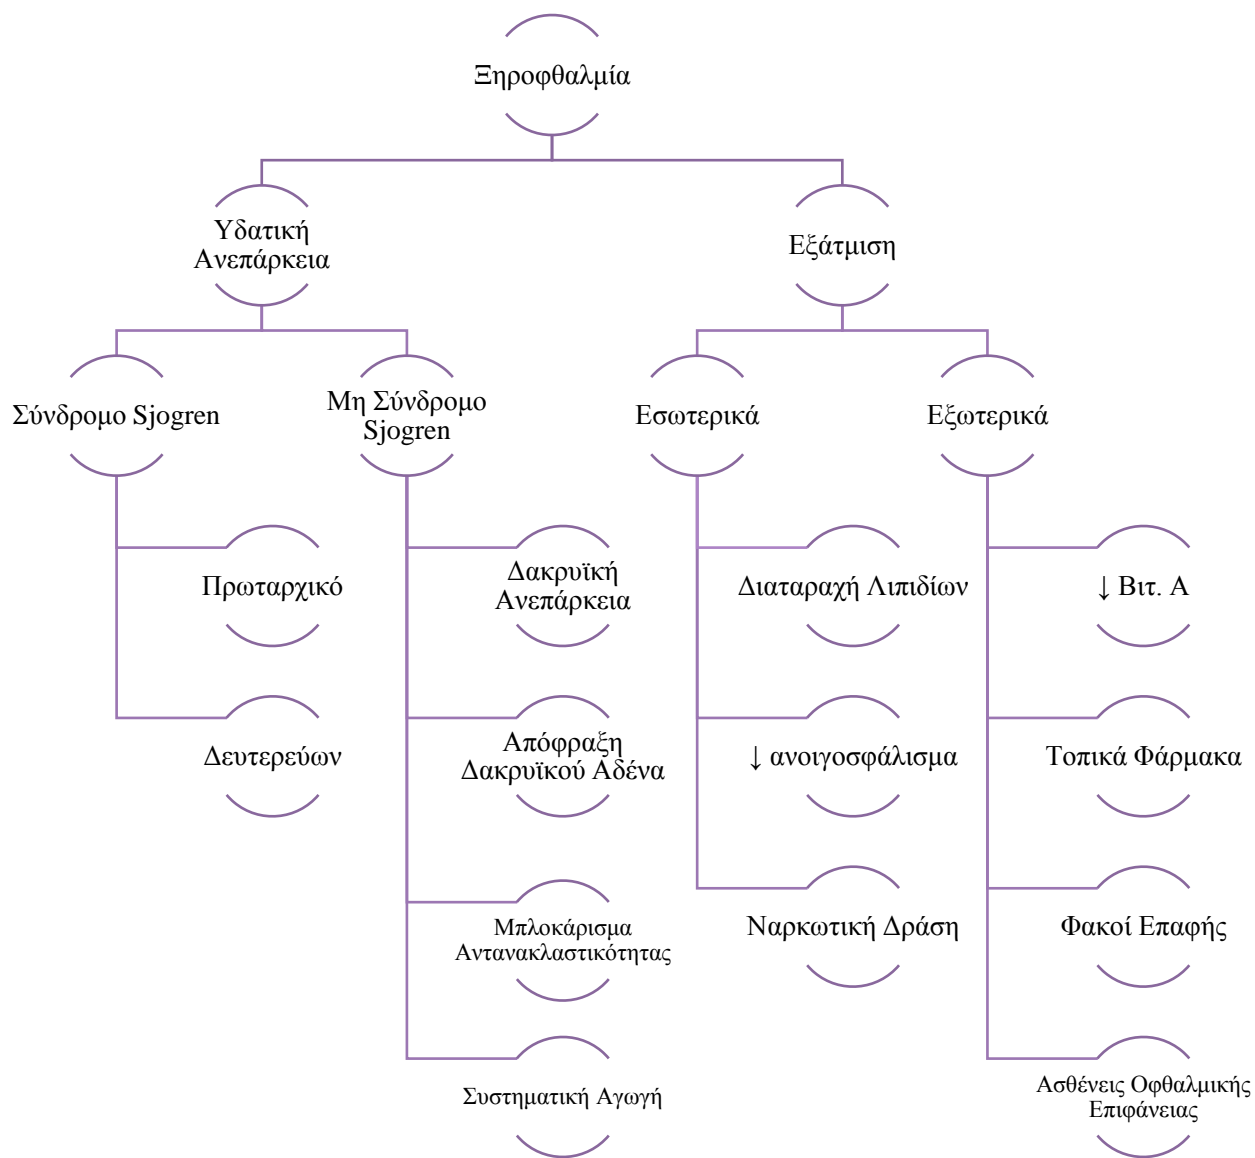 Ξηροφθαλμία
Υδατική
Ανεπάρκεια
Εξάτμιση
Σύνδρομο Sjogren
Μη Σύνδρομο
Sjogren
Εσωτερικά
Εξωτερικά
Πρωταρχικό
Δακρυϊκή
Ανεπάρκεια
Διαταραχή Λιπιδίων
↓ Βιτ. Α
Δευτερεύων
Απόφραξη
Δακρυϊκού Αδένα
↓ ανοιγοσφάλισμα
Τοπικά Φάρμακα
Μπλοκάρισμα
Αντανακλαστικότητας
Ναρκωτική Δράση
Φακοί Επαφής
Συστηματική Αγωγή
Ασθένεις Οφθαλμικής
Επιφάνειας